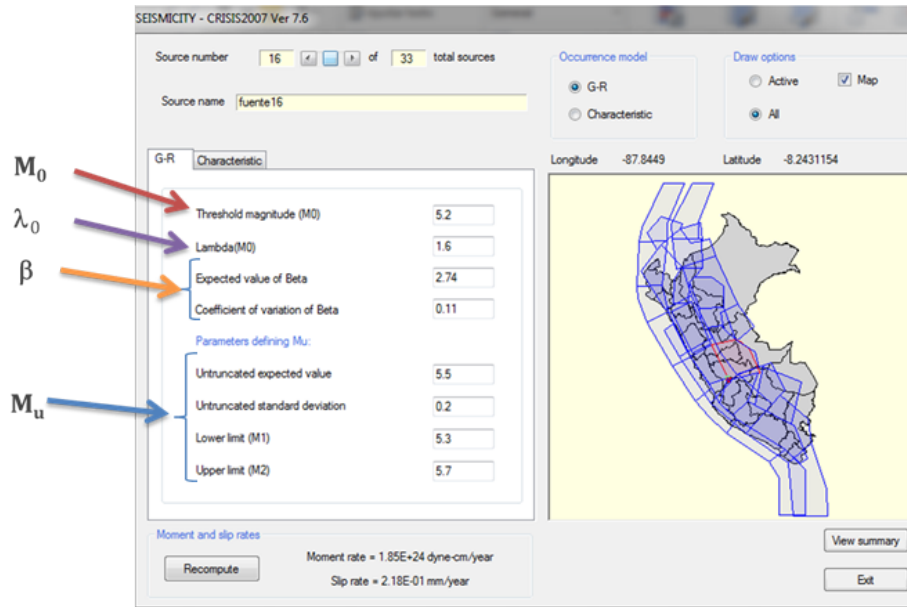 SEISMICITY - CRISIS2007 Ver 7.6
Source number 16 of 33 total sources
Source name fuente16
Occurrence model
G-R
Characteristic
Draw options
Active
Map
All
G-R Characteristic
Longitude -87.8449 Latitude -8.2431154
M₀
λ₀
β
Mᵤ
Threshold magnitude (M0) 5.2
Lambda(M0) 1.6
Expected value of Beta 2.74
Coefficient of variation of Beta 0.11
Parameters defining Mu:
Untruncated expected value 5.5
Untruncated standard deviation 0.2
Lower limit (M1) 5.3
Upper limit (M2) 5.7
Moment and slip rates
Recompute
Moment rate = 1.85E+24 dyne-cm/year
Slip rate = 2.18E-01 mm/year
View summary
Exit